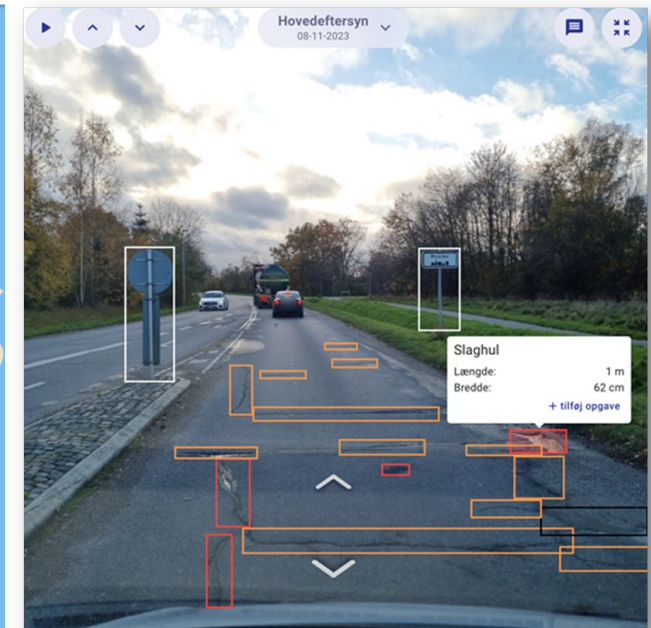 Hovedeftersyn
08-11-2023
Slaghul
Længde: 1 m
Bredde: 62 cm
+ tilføj opgave